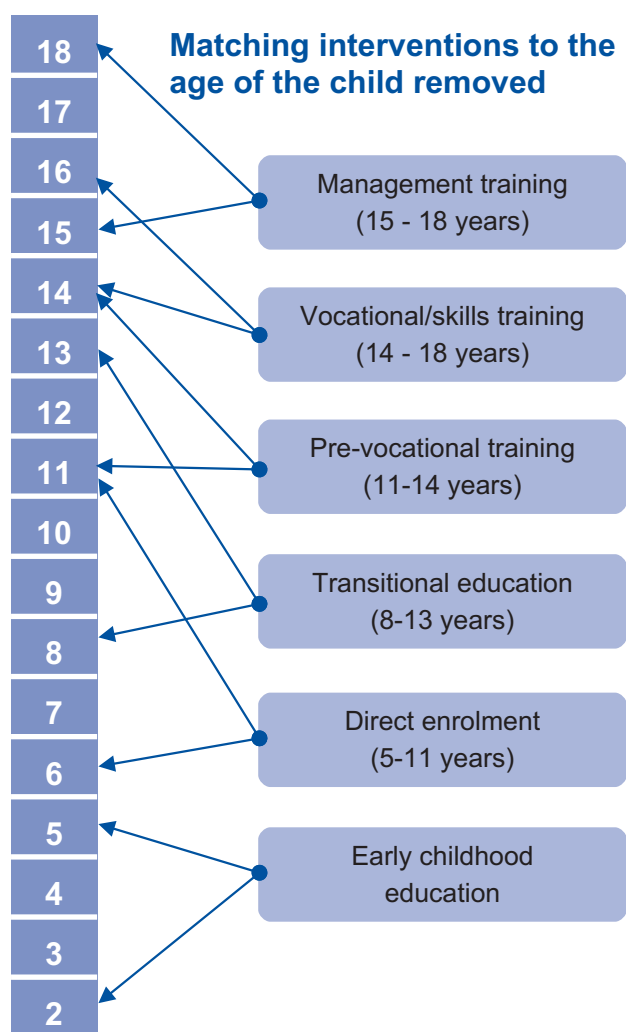 Matching interventions to the
age of the child removed
18
17
16
15
14
13
12
11
10
9
8
7
6
5
4
3
2
Management training
(15 - 18 years)
Vocational/skills training
(14 - 18 years)
Pre-vocational training
(11-14 years)
Transitional education
(8-13 years)
Direct enrolment
(5-11 years)
Early childhood
education